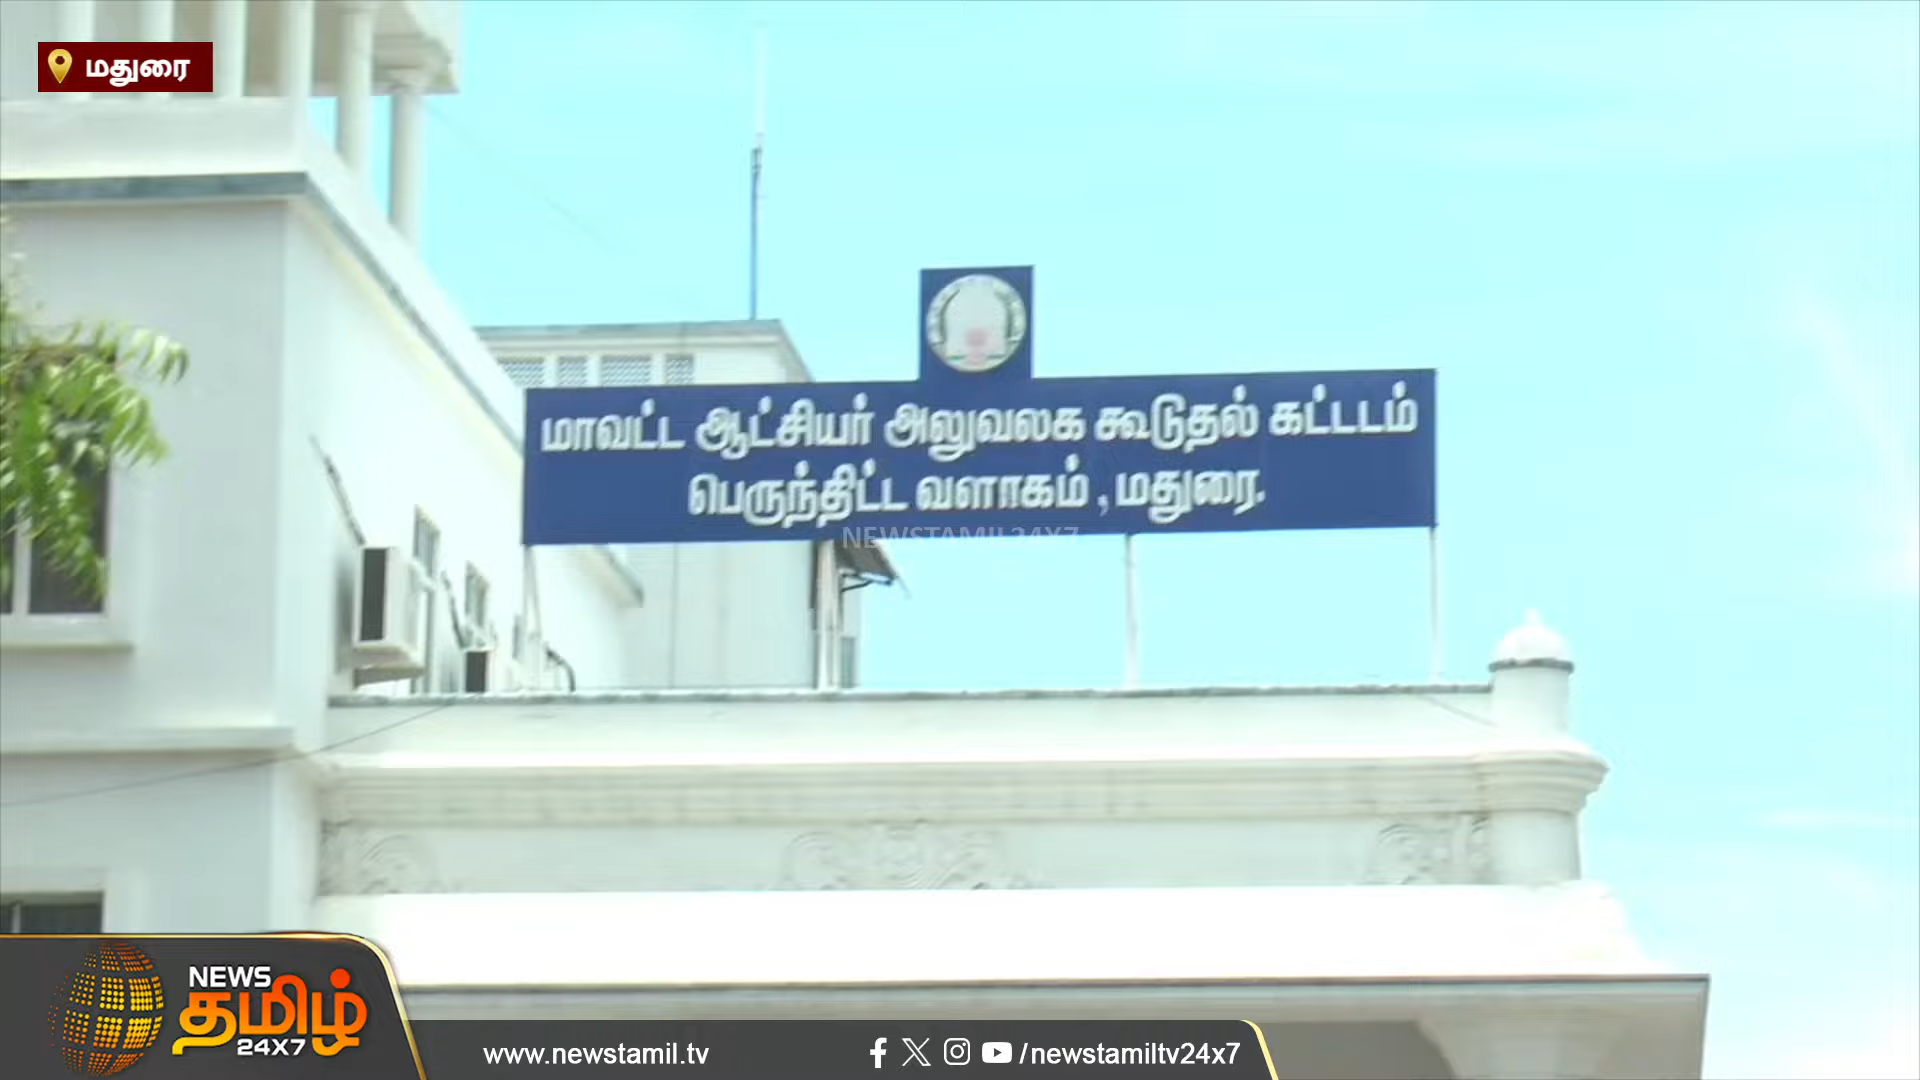 மதுரை
மாவட்ட ஆட்சியர் அலுவலக கூடுதல் கட்டடம்
பெருந்திட்ட வளாகம் , மதுரை.
NEWSTAMIL24X7
NEWS
தமிழ்
24X7
www.newstamil.tv
/newstamiltv24x7